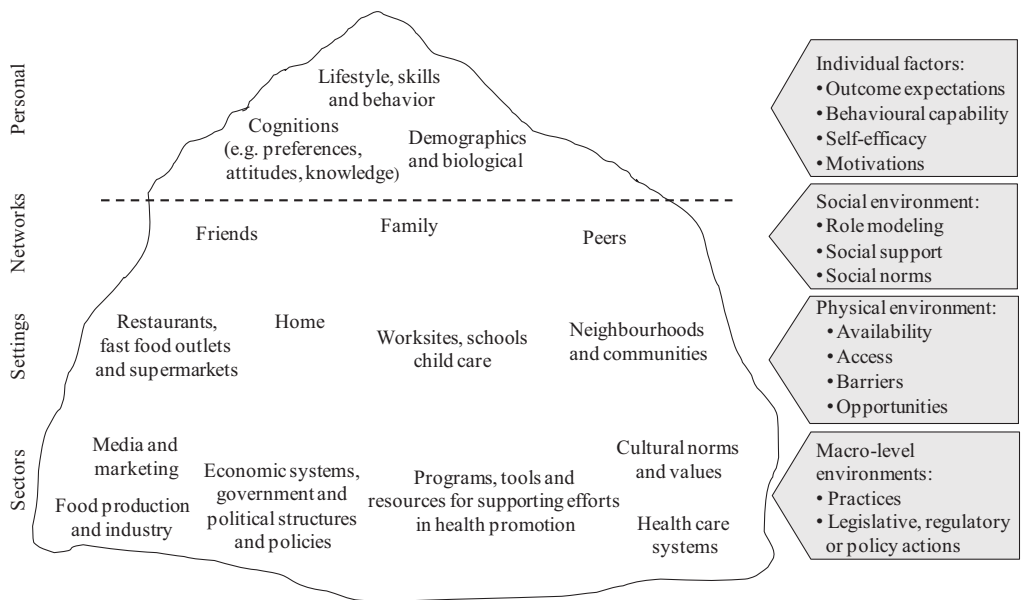 Personal
Lifestyle, skills
and behavior
Cognitions
(e.g. preferences,
attitudes, knowledge)
Demographics
and biological
Individual factors:
• Outcome expectations
• Behavioural capability
• Self-efficacy
• Motivations
Networks
Friends
Family
Peers
Social environment:
• Role modeling
• Social support
• Social norms
Settings
Restaurants,
fast food outlets
and supermarkets
Home
Worksites, schools
child care
Neighbourhoods
and communities
Physical environment:
• Availability
• Access
• Barriers
• Opportunities
Sectors
Media and
marketing
Food production
and industry
Economic systems,
government and
political structures
and policies
Programs, tools and
resources for supporting efforts
in health promotion
Cultural norms
and values
Health care
systems
Macro-level
environments:
• Practices
• Legislative, regulatory
or policy actions